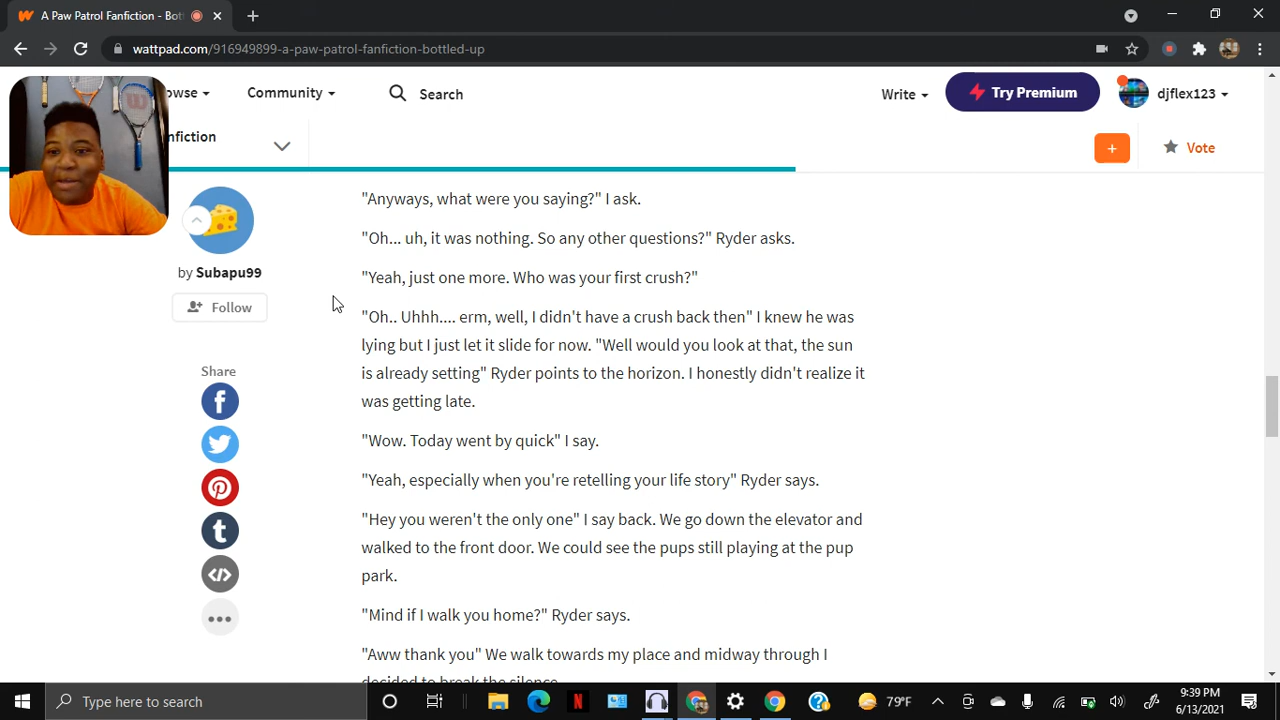 A Paw Patrol Fanfiction - Bott
wattpad.com/916949899-a-paw-patrol-fanfiction-bottled-up
owse
Community
Search
Write
Try Premium
djflex123
nfiction
+
Vote
by Subapu99
Follow
Share
"Anyways, what were you saying?" I ask.
"Oh... uh, it was nothing. So any other questions?" Ryder asks.
"Yeah, just one more. Who was your first crush?"
"Oh.. Uhhh.... erm, well, I didn't have a crush back then" I knew he was
lying but I just let it slide for now. "Well would you look at that, the sun
is already setting" Ryder points to the horizon. I honestly didn't realize it
was getting late.
"Wow. Today went by quick" I say.
"Yeah, especially when you're retelling your life story" Ryder says.
"Hey you weren't the only one" I say back. We go down the elevator and
walked to the front door. We could see the pups still playing at the pup
park.
"Mind if I walk you home?" Ryder says.
"Aww thank you" We walk towards my place and midway through I
decided to break the silence
Type here to search
79°F
9:39 PM
6/13/2021